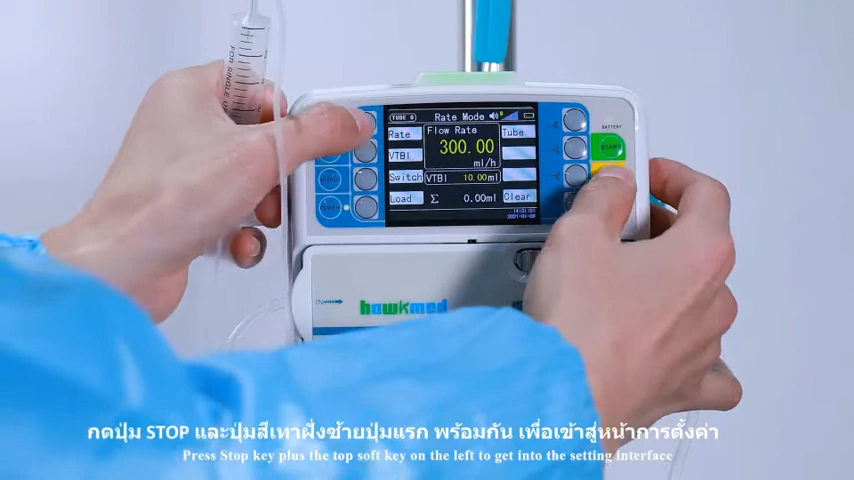 FOR SINGLE U
TUBE B Rate Mode
BATTERY
Rate Flow Rate Tube
300.00
ml/h
START
VTBI
Switch VTBI 10.00ml
Load Σ 0.00ml Clear
POWER
hawkmed
กดปุ่ม STOP และปุ่มสีเทาฝั่งซ้ายปุ่มแรก พร้อมกัน เพื่อเข้าสู่หน้าการตั้งค่า
Press Stop key plus the top soft key on the left to get into the setting interface